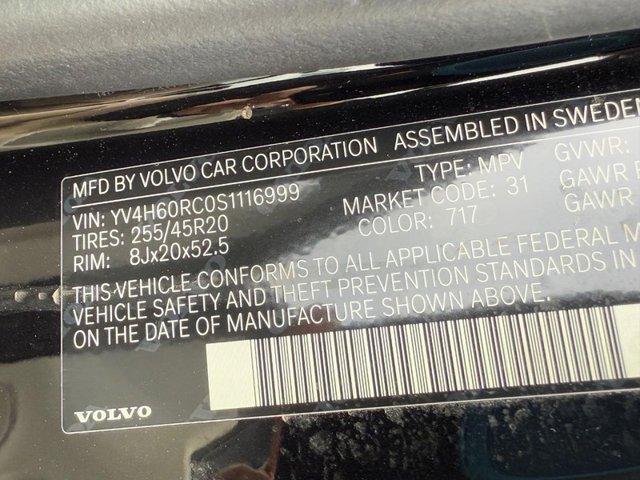 MFD BY VOLVO CAR CORPORATION ASSEMBLED IN SWEDEN
VIN: YV4H60RC0S1116999 TYPE: MPV GVWR:
TIRES: 255/45R20 MARKET CODE: 31 GAWR
RIM: 8Jx20x52.5 COLOR: 717 GAWR
THIS VEHICLE CONFORMS TO ALL APPLICABLE FEDERAL M
VEHICLE SAFETY AND THEFT PREVENTION STANDARDS IN
ON THE DATE OF MANUFACTURE SHOWN ABOVE.
VOLVO